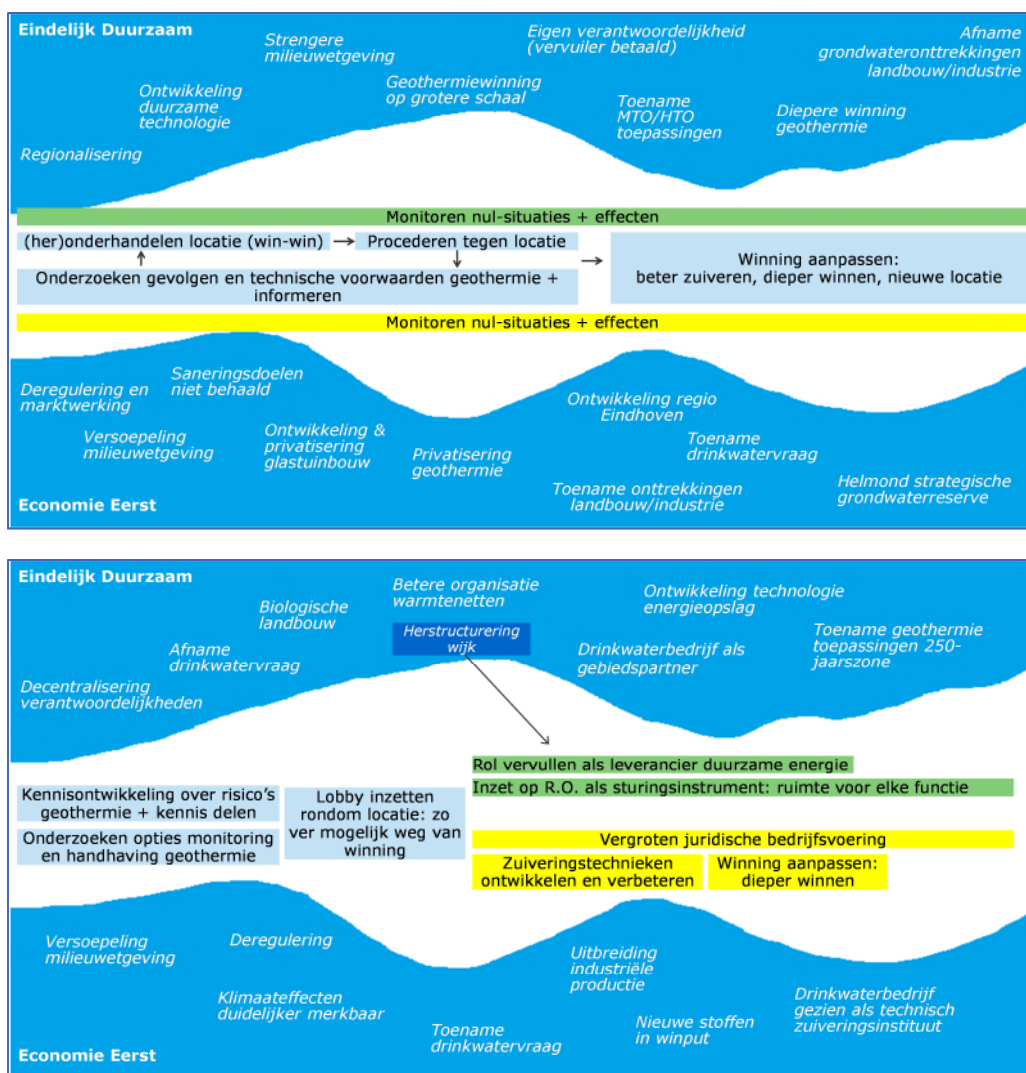 Eindelijk Duurzaam
Strengere
milieuwetgeving
Eigen verantwoordelijkheid
(vervuiler betaald)
Afname
grondwateronttrekkingen
landbouw/industrie
Ontwikkeling
duurzame
technologie
Geothermiewinning
op grotere schaal
Toename
MTO/HTO
toepassingen
Diepere winning
geothermie
Regionalisering
Monitoren nul-situaties + effecten
(her)onderhandelen locatie (win-win)
Procederen tegen locatie
Onderzoeken gevolgen en technische voorwaarden geothermie +
informeren
Winning aanpassen:
beter zuiveren, dieper winnen, nieuwe locatie
Monitoren nul-situaties + effecten
Deregulering en
marktwerking
Saneringsdoelen
niet behaald
Versoepeling
milieuwetgeving
Ontwikkeling &
privatisering
glastuinbouw
Privatisering
geothermie
Ontwikkeling regio
Eindhoven
Toename
drinkwatervraag
Toename onttrekkingen
landbouw/industrie
Helmond strategische
grondwaterreserve
Economie Eerst
Eindelijk Duurzaam
Biologische
landbouw
Betere organisatie
warmtenetten
Ontwikkeling technologie
energieopslag
Afname
drinkwatervraag
Herstructurering
wijk
Drinkwaterbedrijf als
gebiedspartner
Toename geothermie
toepassingen 250-
jaarszone
Decentralisering
verantwoordelijkheden
Rol vervullen als leverancier duurzame energie
Inzet op R.O. als sturingsinstrument: ruimte voor elke functie
Kennisontwikkeling over risico's
geothermie + kennis delen
Onderzoeken opties monitoring
en handhaving geothermie
Lobby inzetten
rondom locatie: zo
ver mogelijk weg van
winning
Vergroten juridische bedrijfsvoering
Zuiveringstechnieken
ontwikkelen en verbeteren
Winning aanpassen:
dieper winnen
Versoepeling
milieuwetgeving
Deregulering
Klimaateffecten
duidelijker merkbaar
Toename
drinkwatervraag
Uitbreiding
industriële
productie
Nieuwe stoffen
in winput
Drinkwaterbedrijf
gezien als technisch
zuiveringsinstituut
Economie Eerst